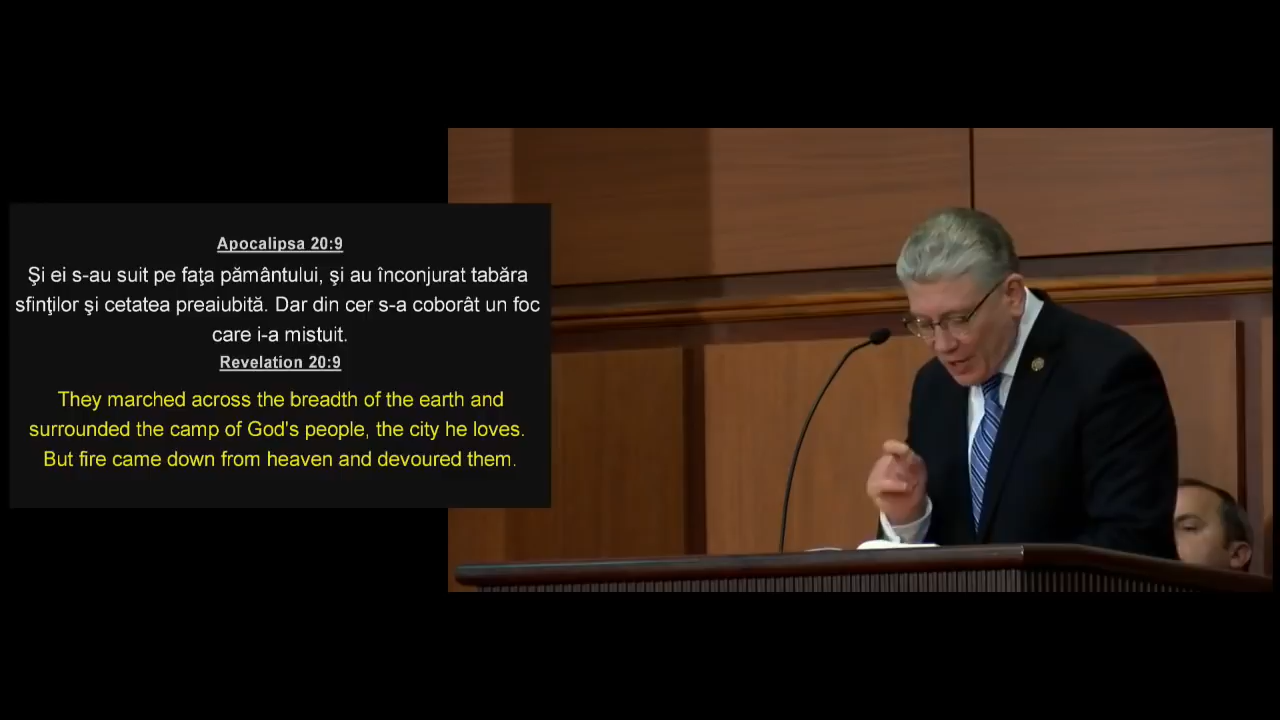 Apocalipsa 20:9
Şi ei s-au suit pe faţa pământului, şi au înconjurat tabăra
sfinţilor şi cetatea preaiubită. Dar din cer s-a coborât un foc
care i-a mistuit.
Revelation 20:9
They marched across the breadth of the earth and
surrounded the camp of God's people, the city he loves.
But fire came down from heaven and devoured them.